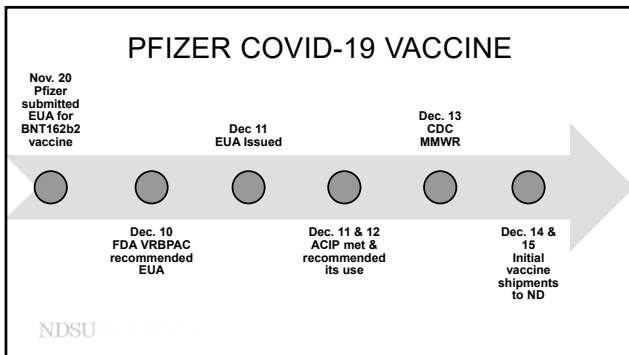 PFIZER COVID-19 VACCINE
Nov. 20
Pfizer
submitted
EUA for
BNT162b2
vaccine
Dec. 10
FDA VRBPAC
recommended
EUA
Dec 11
EUA Issued
Dec. 11 & 12
ACIP met &
recommended
its use
Dec. 13
CDC
MMWR
Dec. 14 &
15
Initial
vaccine
shipments
to ND
NDSU